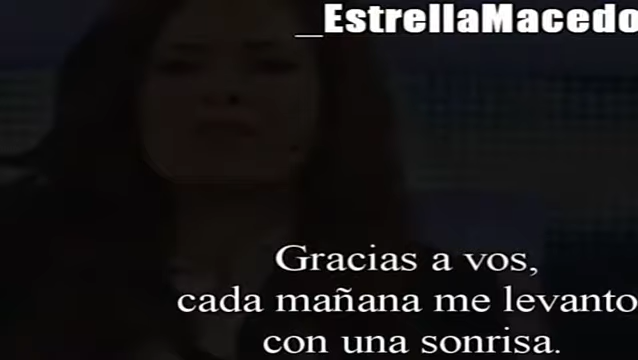 _EstrellaMacedo
Gracias a vos,
cada mañana me levanto
con una sonrisa.